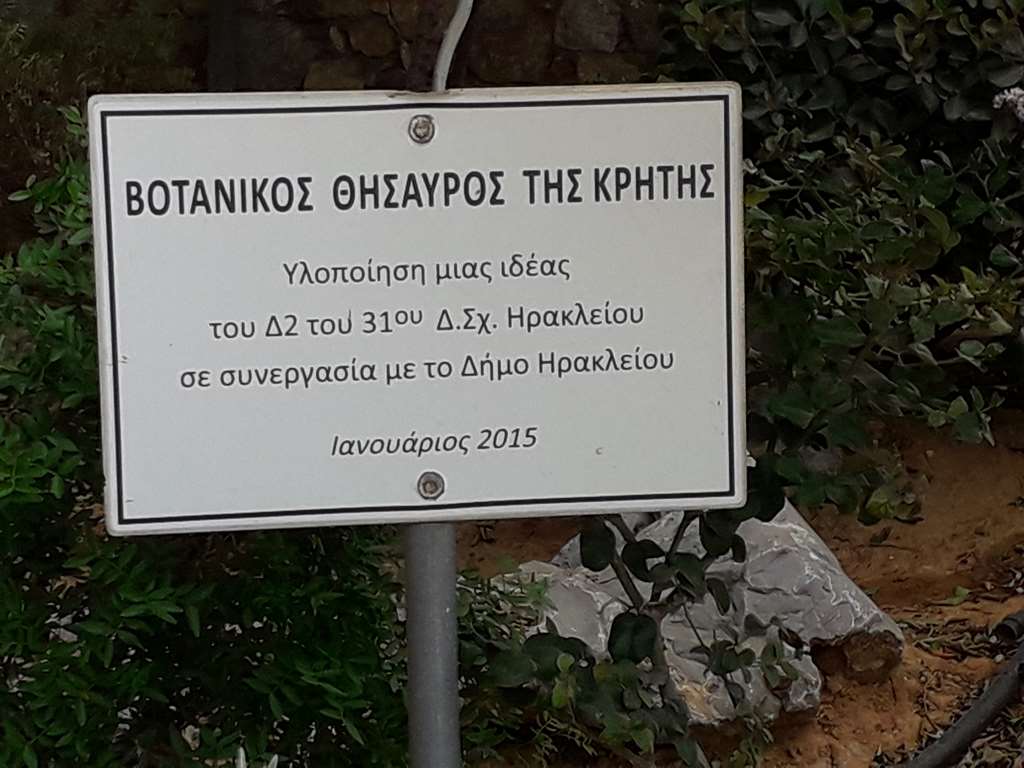 ΒΟΤΑΝΙΚΟΣ ΘΗΣΑΥΡΟΣ ΤΗΣ ΚΡΗΤΗΣ
Υλοποίηση μιας ιδέας
του Δ2 του 31ου Δ.Σχ. Ηρακλείου
σε συνεργασία με το Δήμο Ηρακλείου
Ιανουάριος 2015